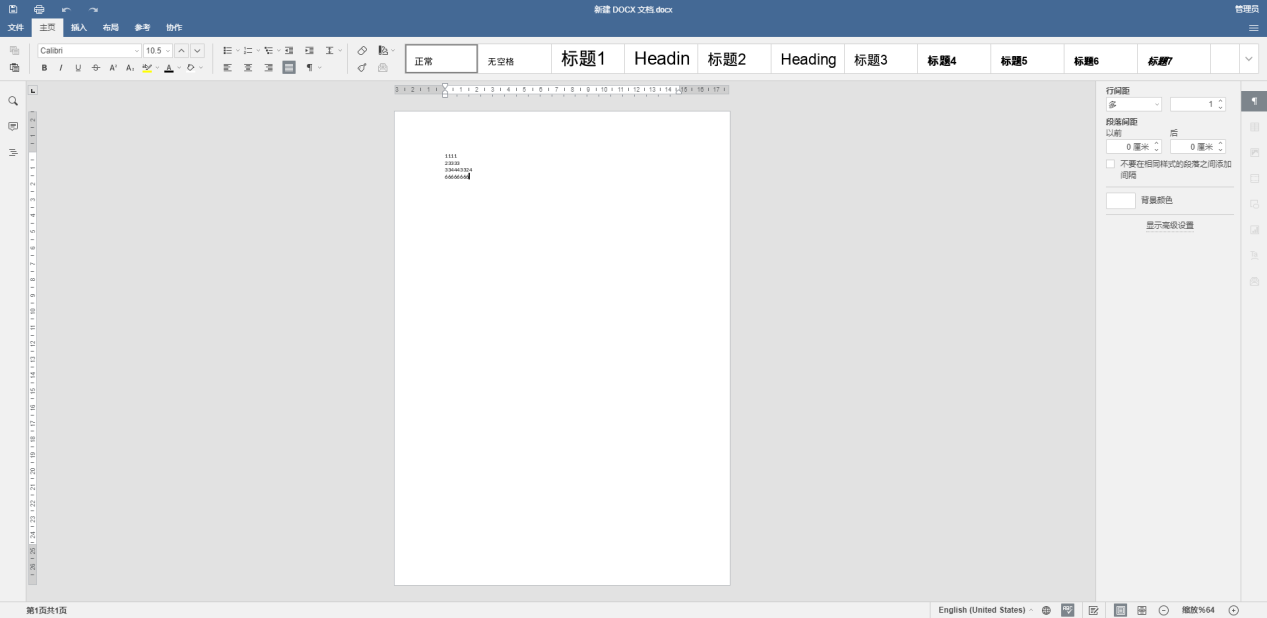 新建 DOCX 文档.docx
管理员
文件 主页 插入 布局 参考 协作
Calibri 10.5
正常 无空格 标题1 Headin 标题2 Heading 标题3 标题4 标题5 标题6 标题7
行间距
多 1
段落间距
以前 后
0 厘米 0 厘米
不要在相同样式的段落之间添加
间隔
背景颜色
显示高级设置
1111
23333
334443324
66666666
第1页共1页
English (United States)
缩放%64